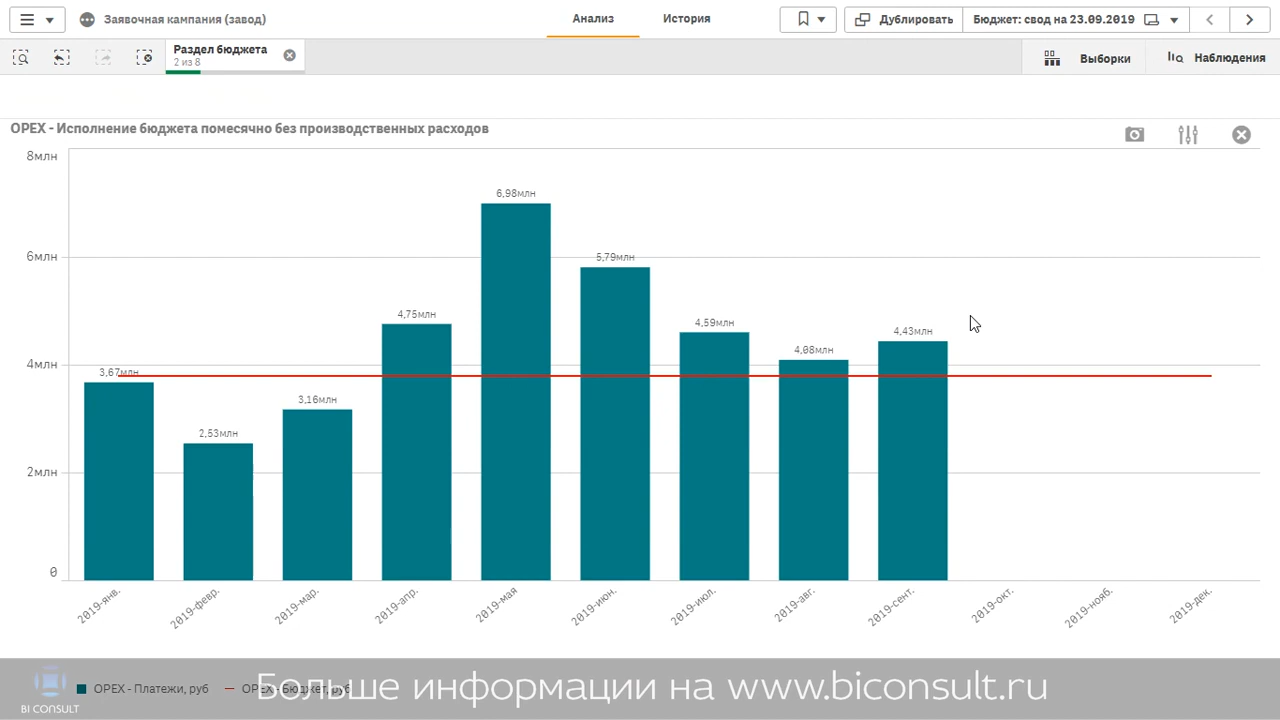 Заявочная кампания (завод)
Анализ
История
Дублировать
Бюджет: свод на 23.09.2019
Раздел бюджета
2 из 8
Выборки
Наблюдения
OPEX - Исполнение бюджета помесячно без производственных расходов
8млн
6млн
4млн
2млн
0
3,67млн
2,53млн
3,16млн
4,75млн
6,98млн
5,79млн
4,59млн
4,08млн
4,43млн
2019-янв.
2019-февр.
2019-мар.
2019-апр.
2019-мая
2019-июн.
2019-июл.
2019-авг.
2019-сент.
2019-окт.
2019-нояб.
2019-дек.
OPEX - Платежи, руб
OPEX - Бюджет, руб
Больше информации на www.biconsult.ru
BI CONSULT